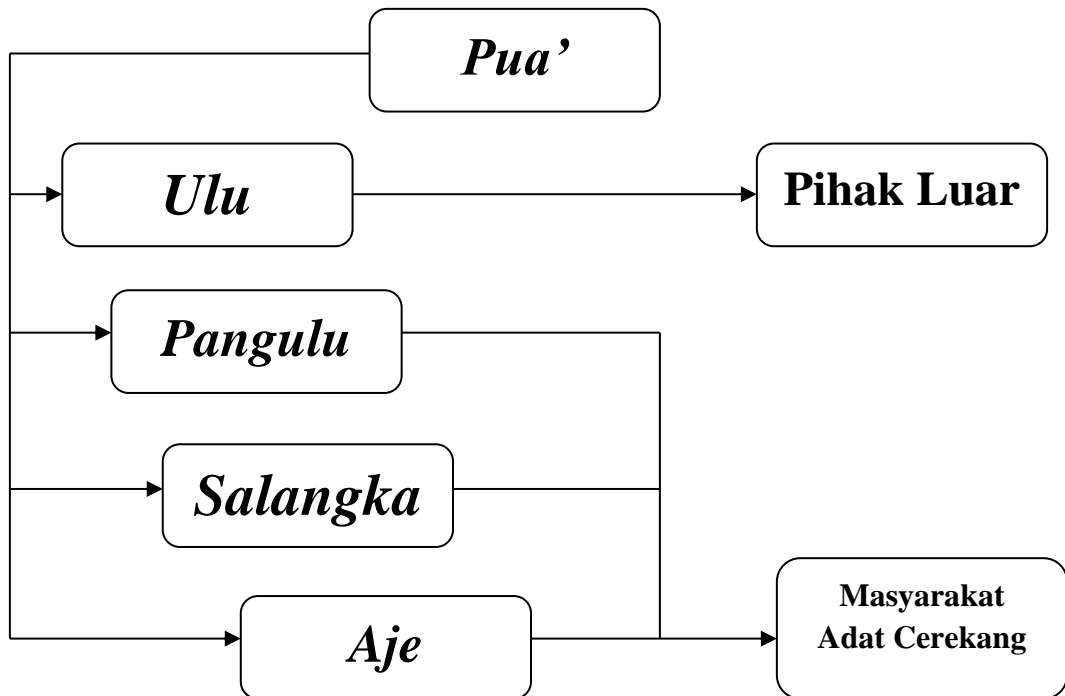 Pua’
Ulu
Pihak Luar
Pangulu
Salangka
Masyarakat
Adat Cerekang
Aje